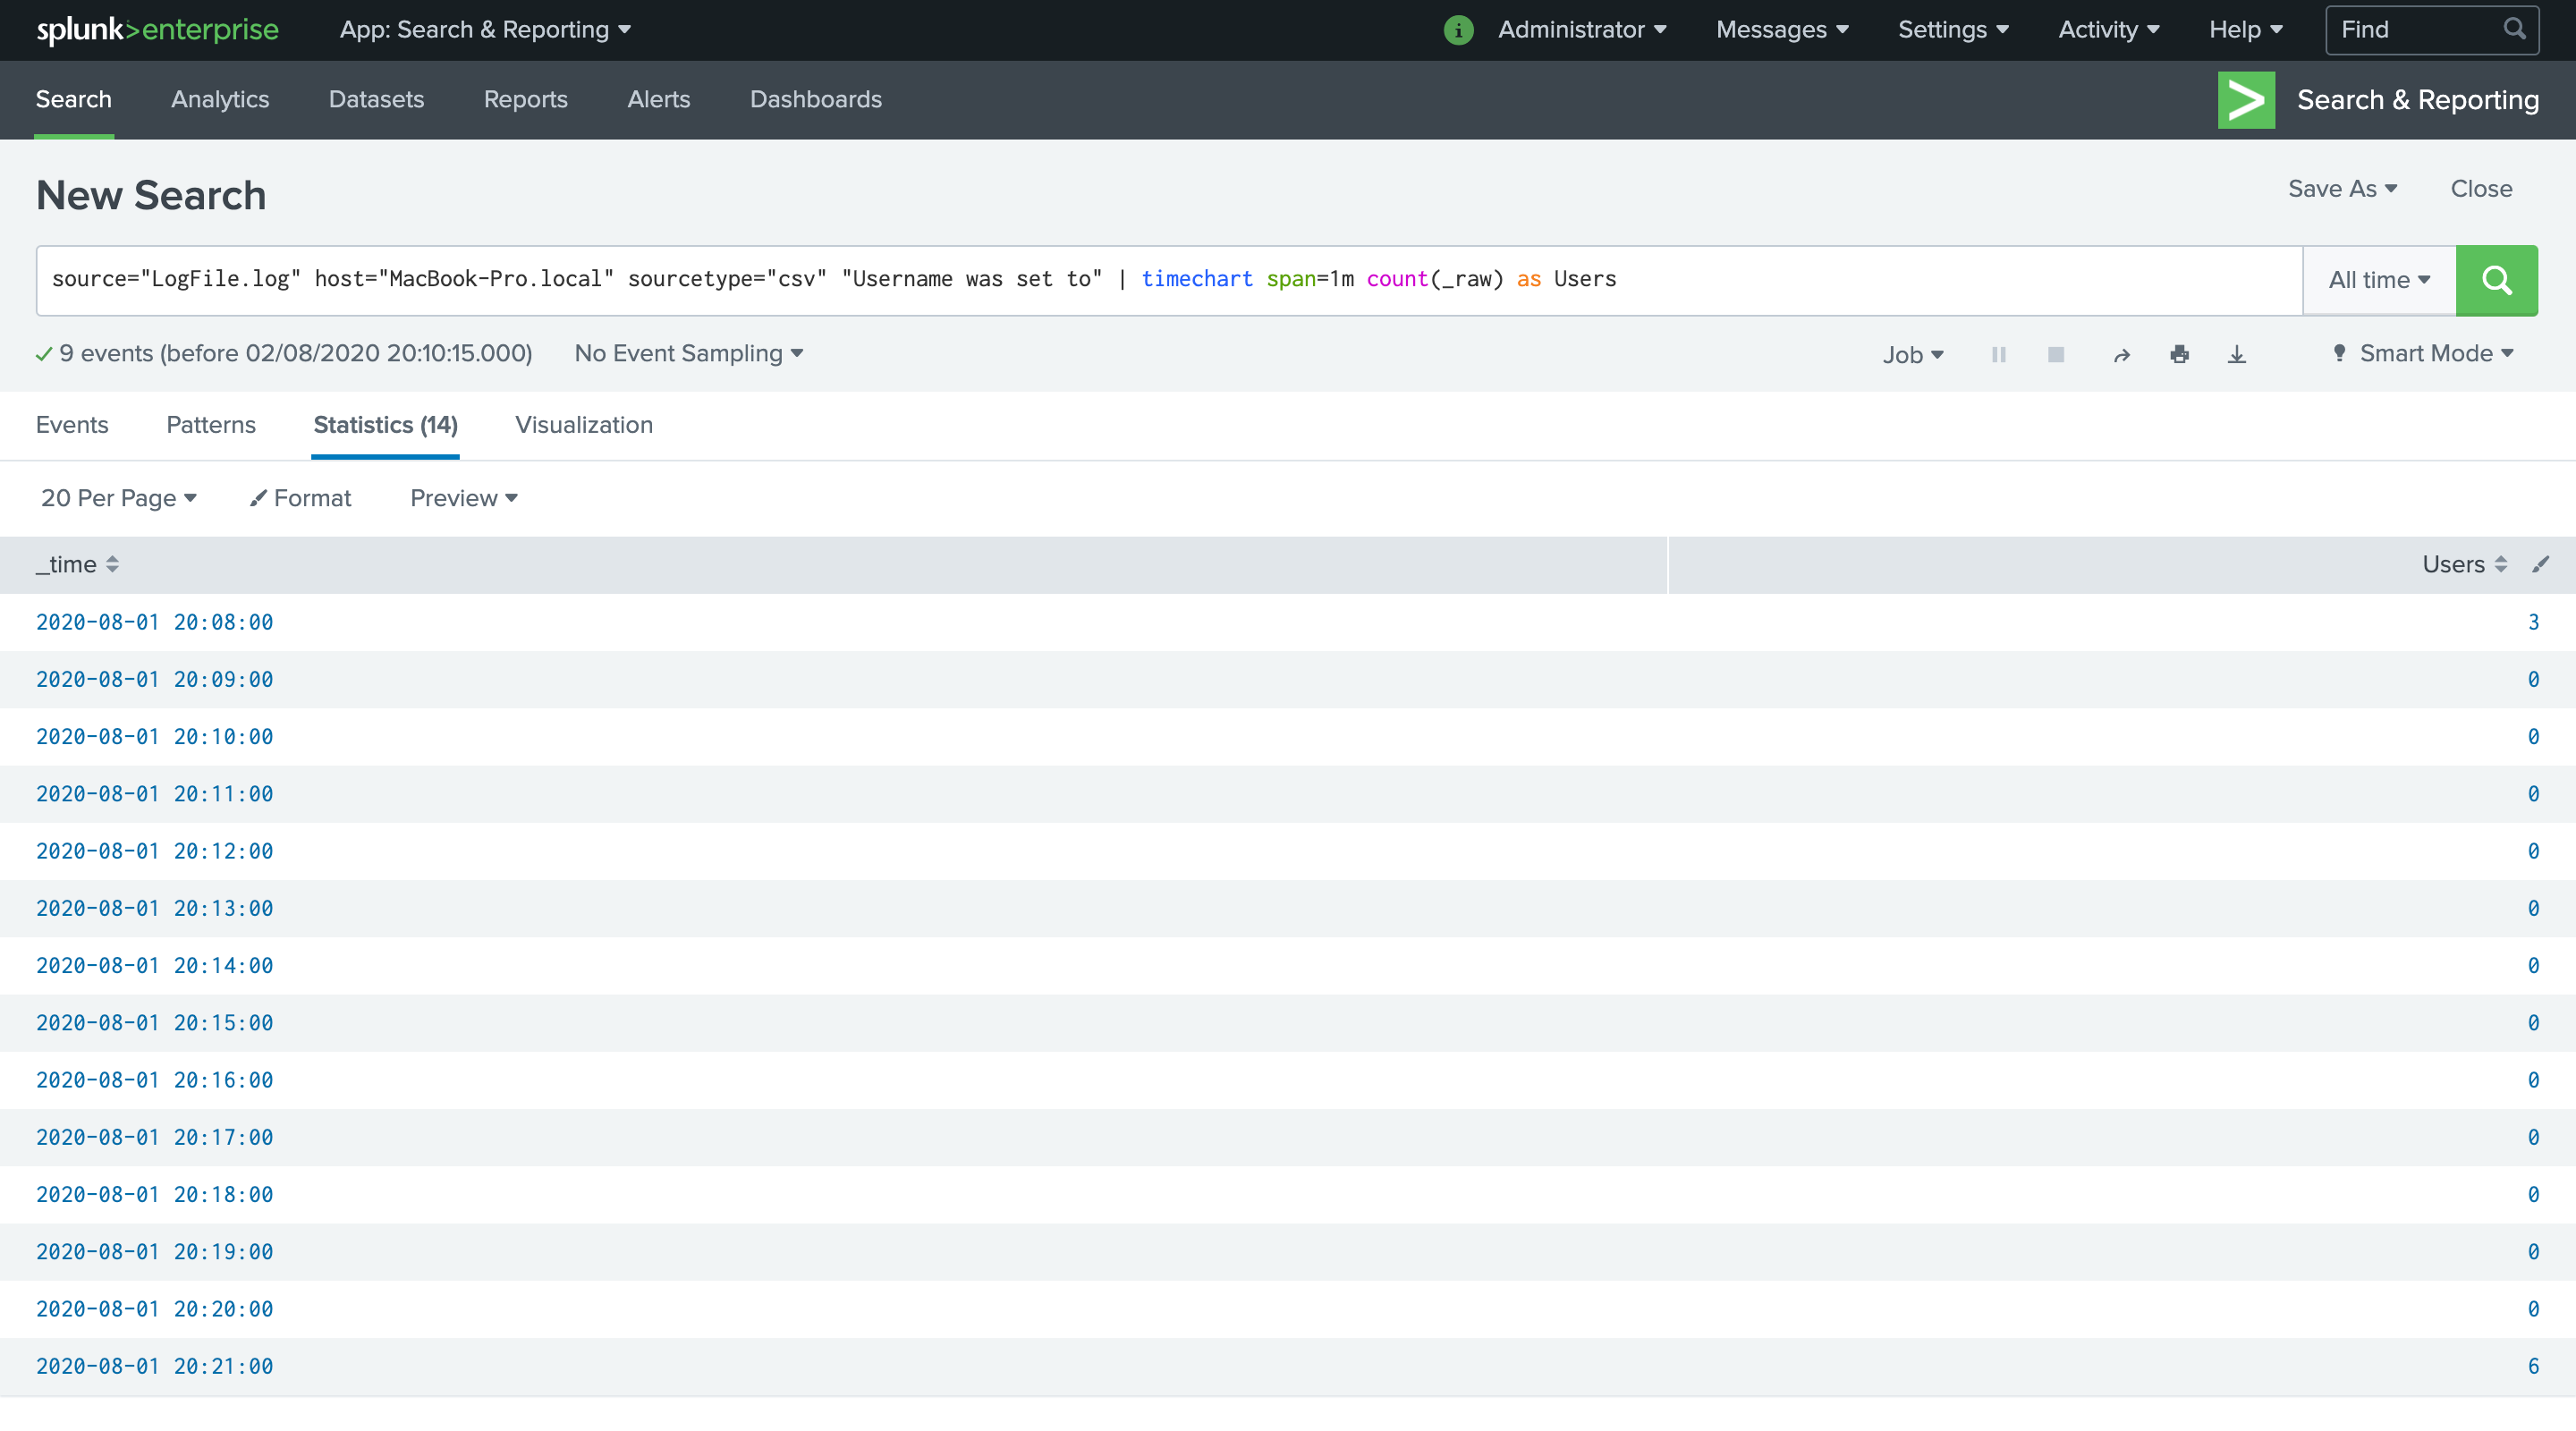 splunk>enterprise App: Search & Reporting i Administrator Messages Settings Activity Help Find
Search Analytics Datasets Reports Alerts Dashboards Search & Reporting
New Search Save As Close
source="LogFile.log" host="MacBook-Pro.local" sourcetype="csv" "Username was set to" | timechart span=1m count(_raw) as Users All time
9 events (before 02/08/2020 20:10:15.000) No Event Sampling Job Smart Mode
Events Patterns Statistics (14) Visualization
20 Per Page Format Preview
_time Users
2020-08-01 20:08:00 3
2020-08-01 20:09:00 0
2020-08-01 20:10:00 0
2020-08-01 20:11:00 0
2020-08-01 20:12:00 0
2020-08-01 20:13:00 0
2020-08-01 20:14:00 0
2020-08-01 20:15:00 0
2020-08-01 20:16:00 0
2020-08-01 20:17:00 0
2020-08-01 20:18:00 0
2020-08-01 20:19:00 0
2020-08-01 20:20:00 0
2020-08-01 20:21:00 6